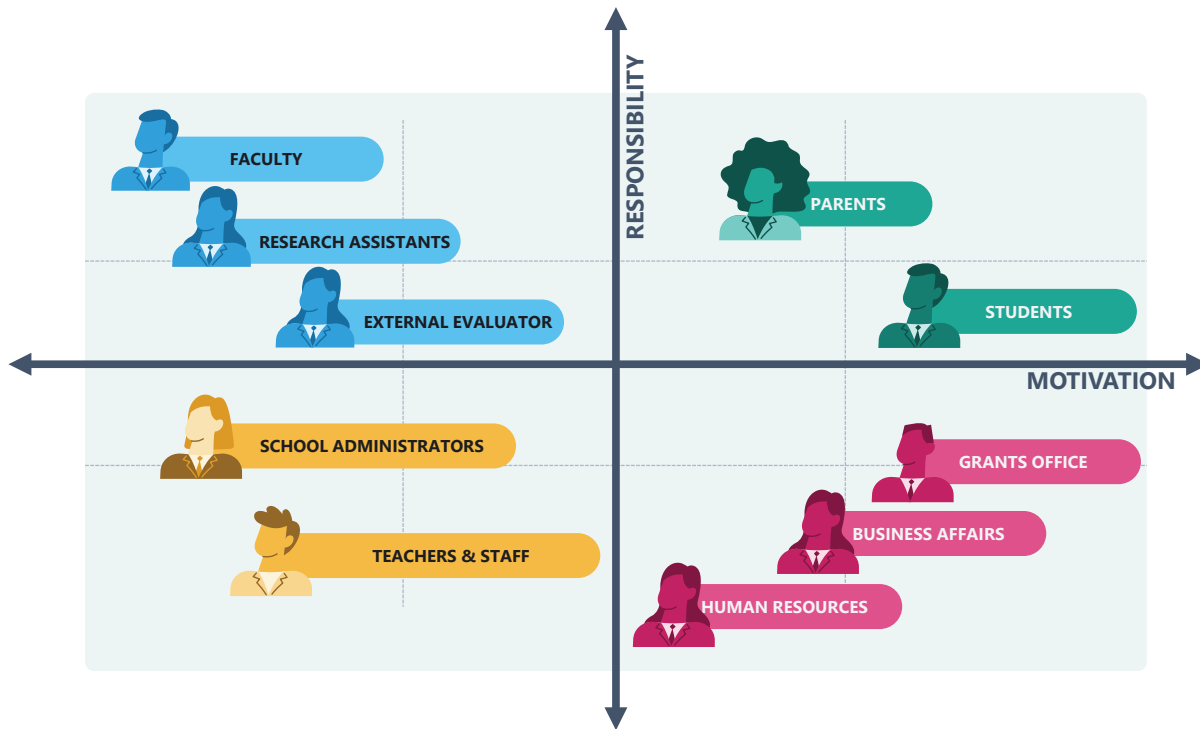 RESPONSIBILITY
FACULTY
PARENTS
RESEARCH ASSISTANTS
STUDENTS
EXTERNAL EVALUATOR
MOTIVATION
SCHOOL ADMINISTRATORS
GRANTS OFFICE
BUSINESS AFFAIRS
TEACHERS & STAFF
HUMAN RESOURCES